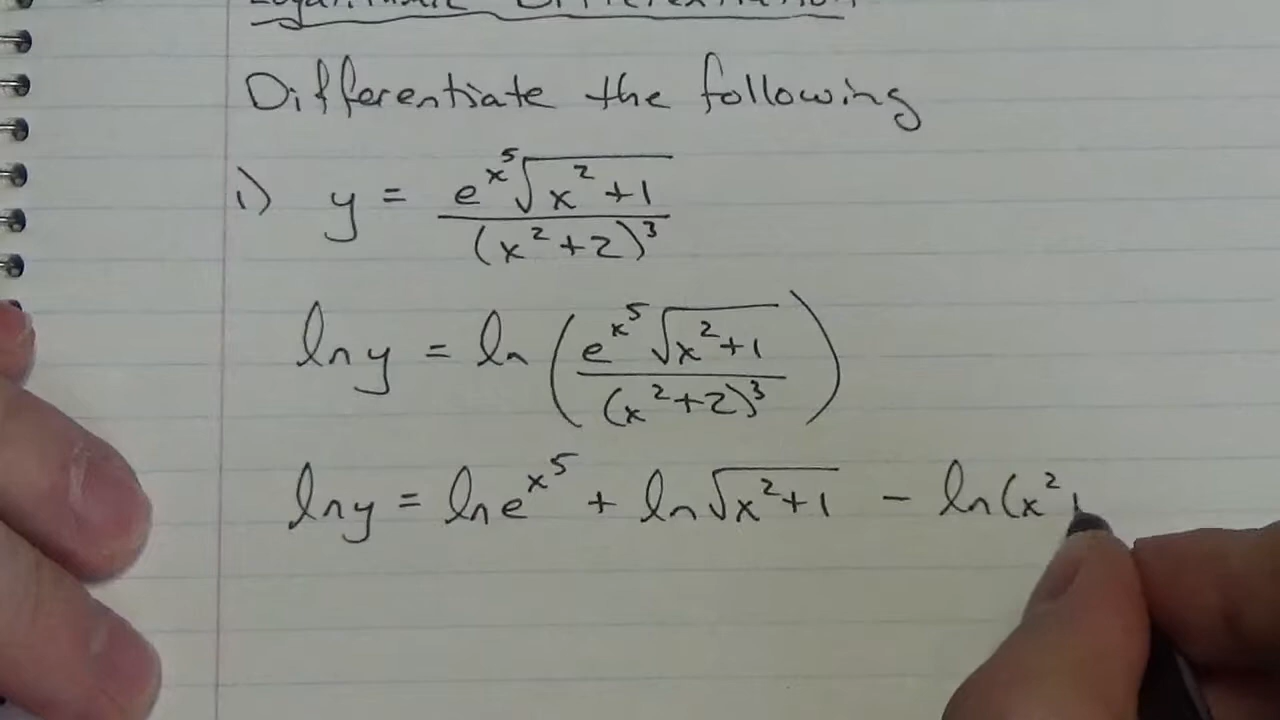 Differentiate the following
1) y = e^{x^5}√(x²+1) / (x²+2)³
ln y = ln ( e^{x^5} √(x²+1) / (x²+2)³ )
ln y = ln e^{x^5} + ln √(x²+1) − ln(x²